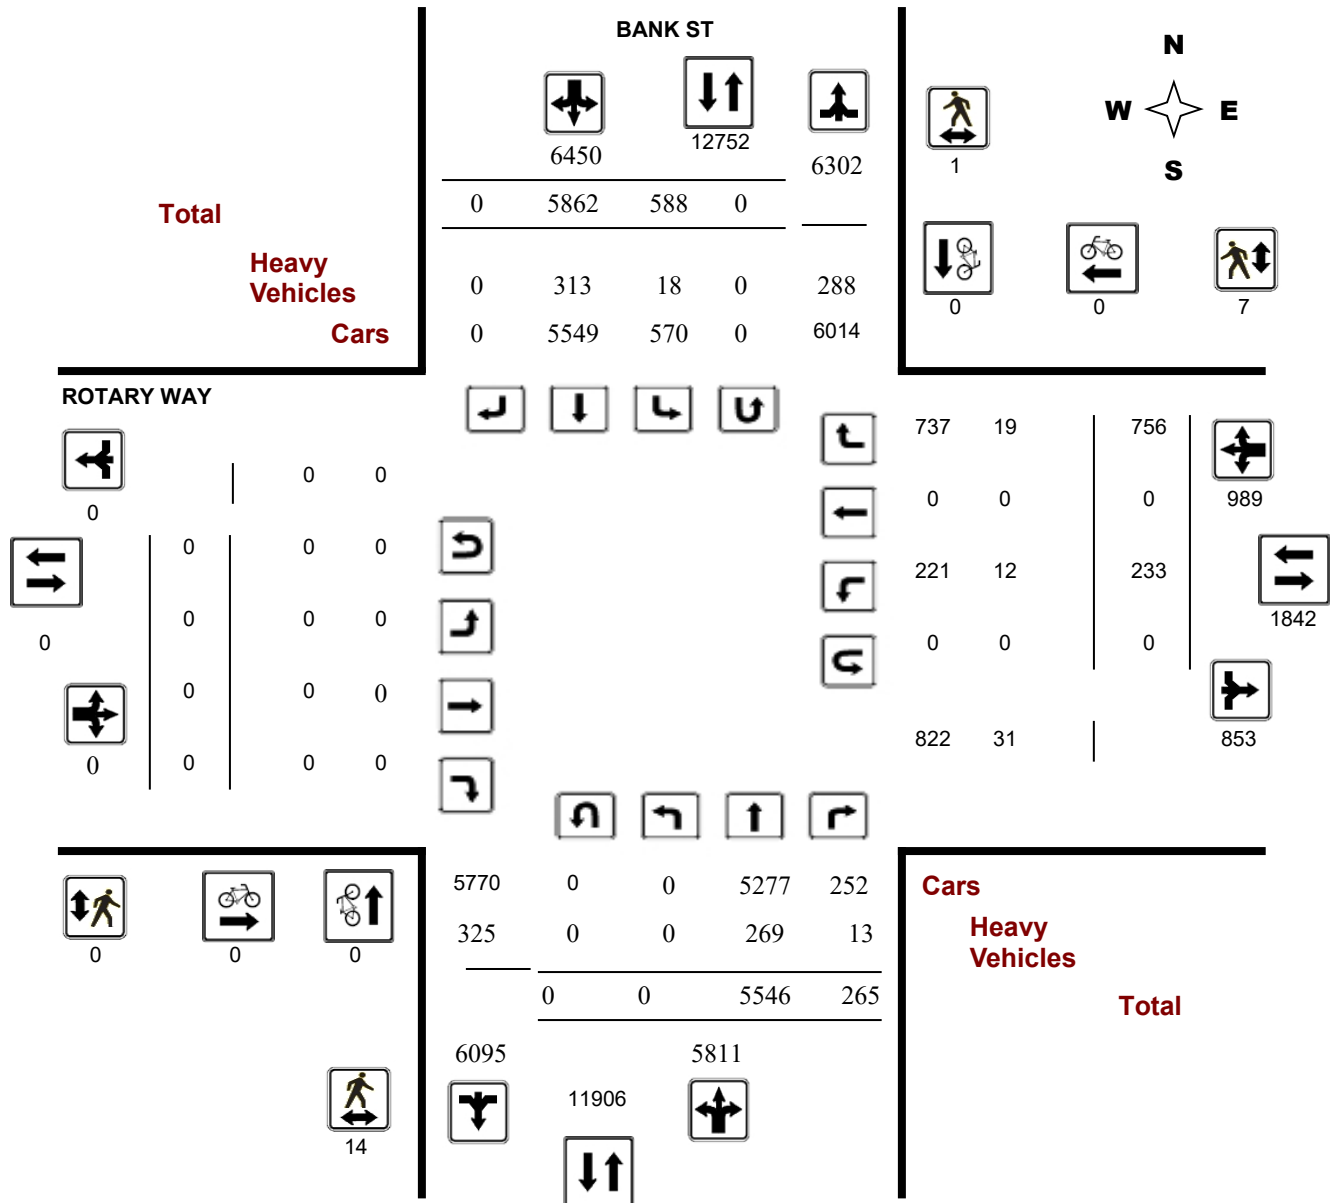 BANK ST
N
W E
S
6450 12752 6302
1
Total 0 5862 588 0
Heavy
Vehicles 0 313 18 0 288
Cars 0 5549 570 0 6014
0 0 7
ROTARY WAY
737 19 756
0 0 0
0 0 0 989
0 0 0
221 12 233
0 0 0 1842
0 0 0 0
0 0 0
822 31 853
0 0 0 0
5770 0 0 5277 252 Cars
325 0 0 269 13 Heavy
Vehicles
0 0 0
0 0 5546 265 Total
6095 5811
11906
14